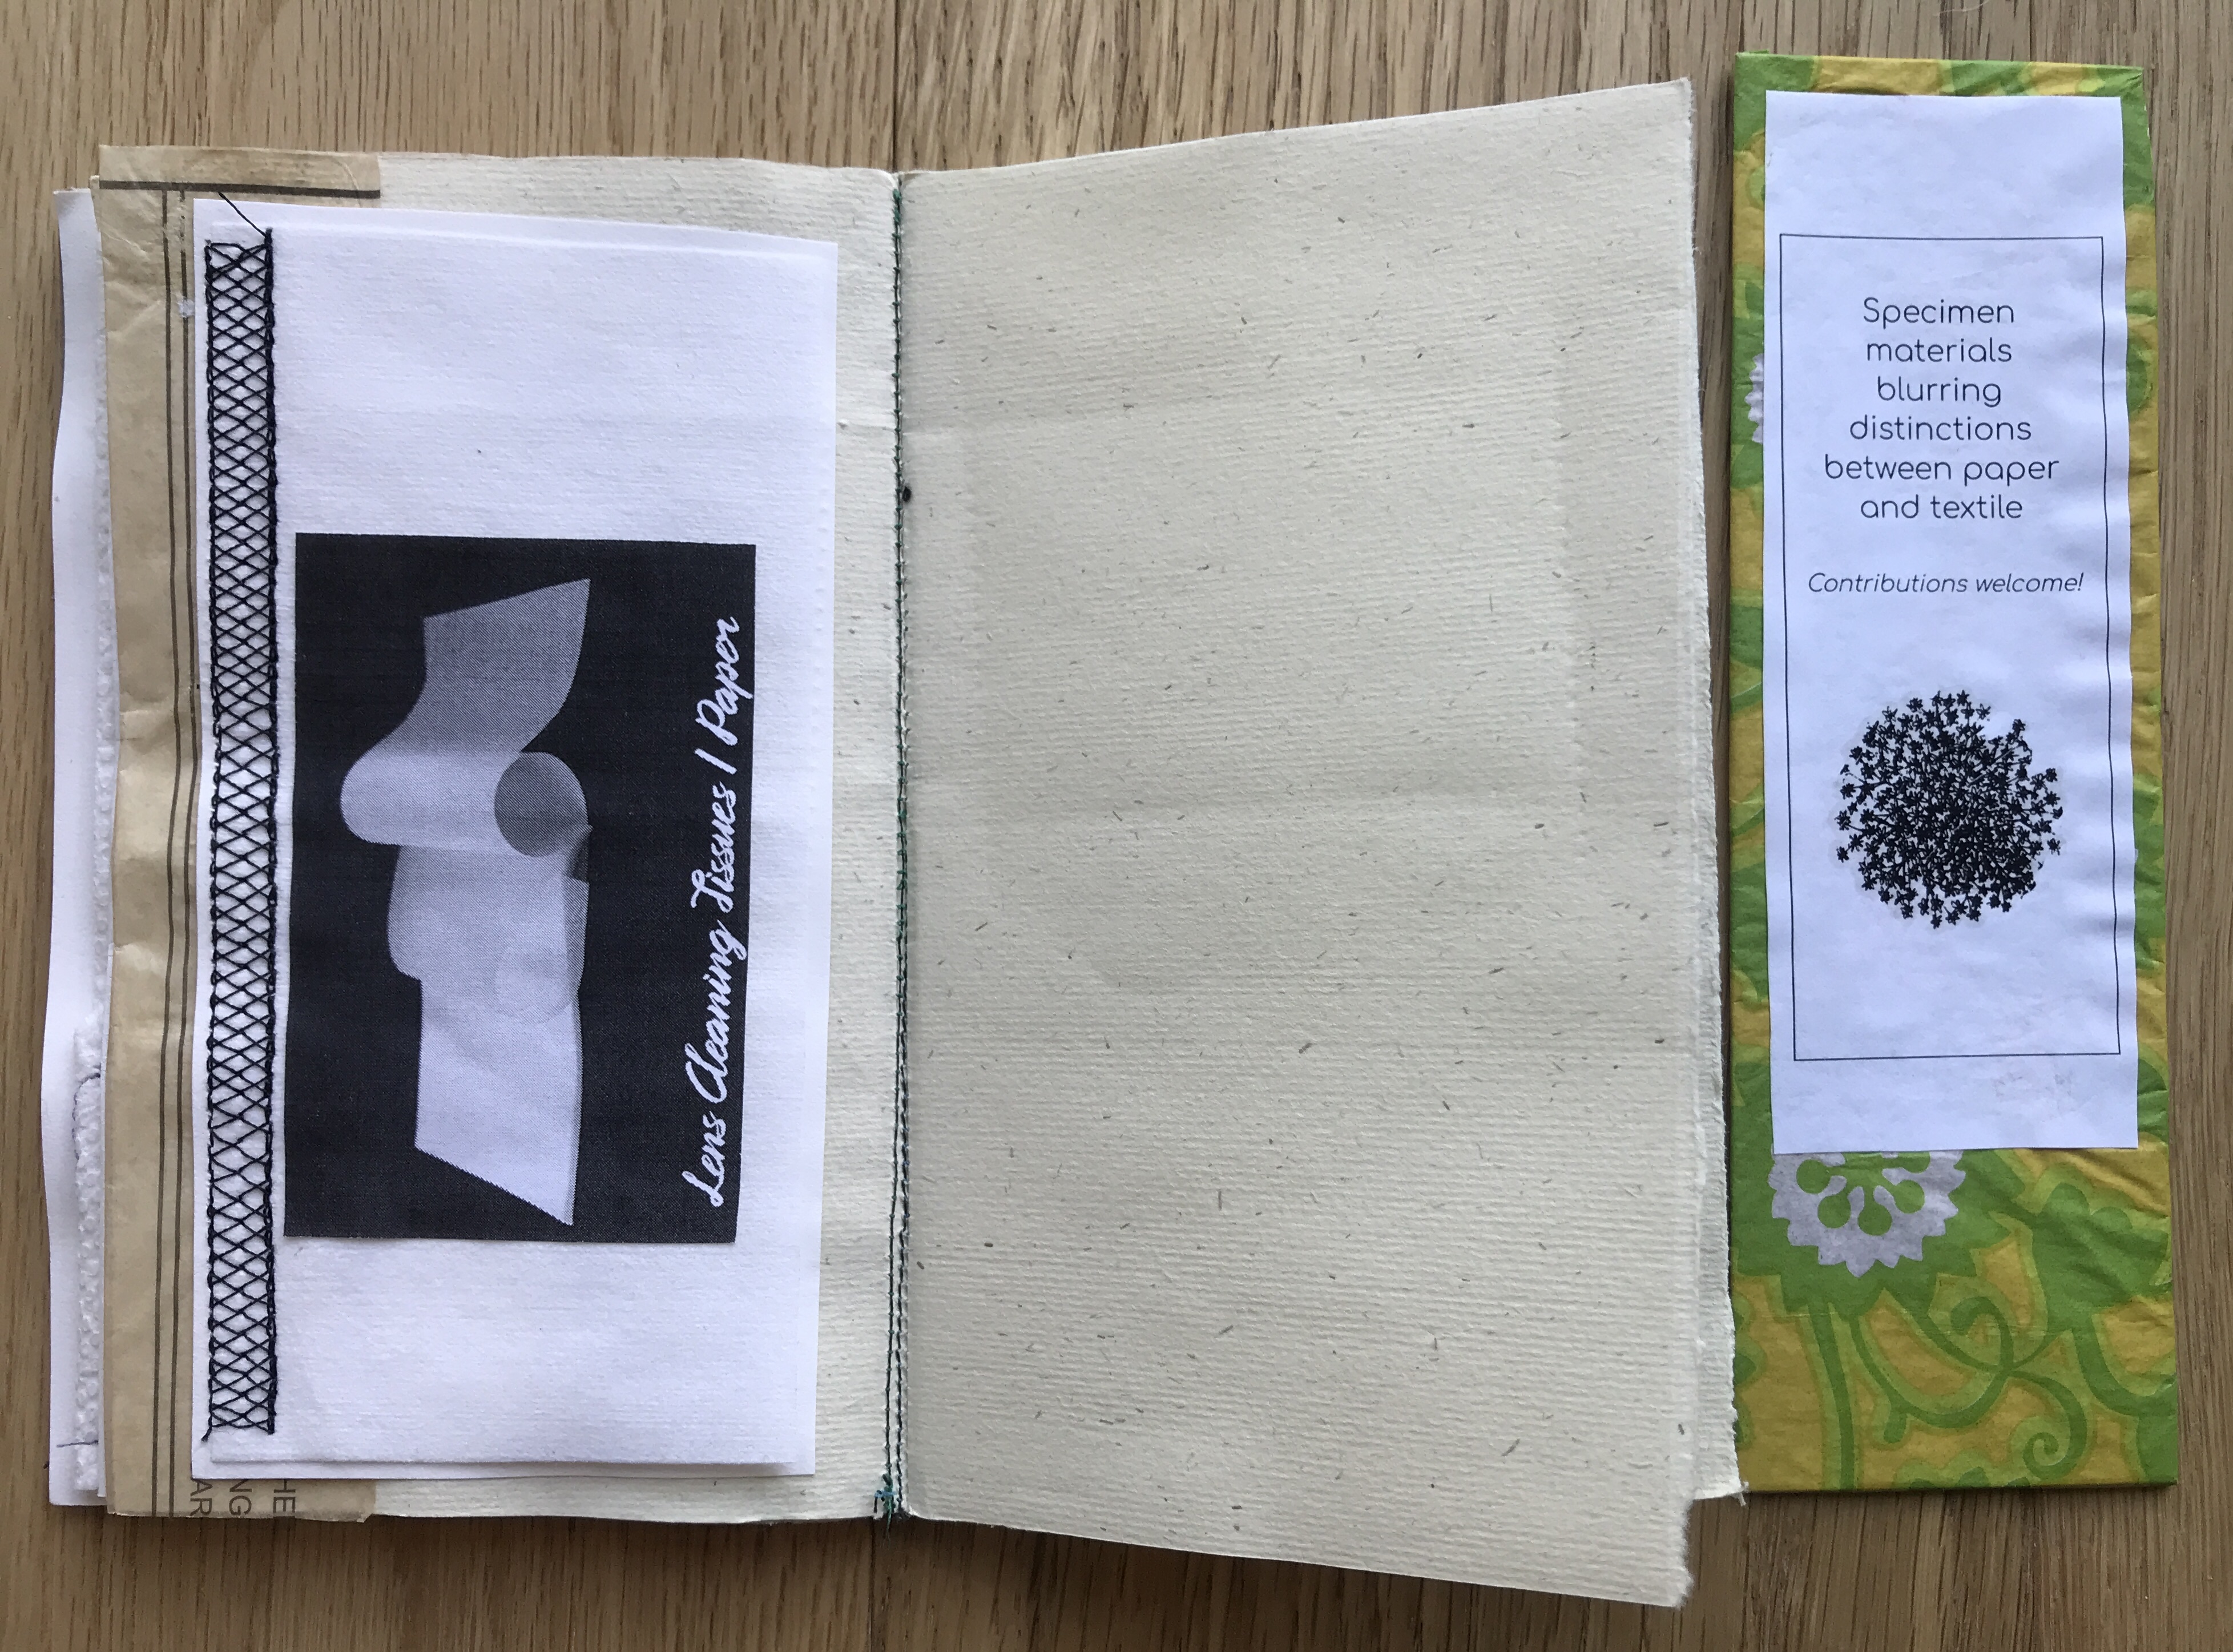 Lens Cleaning Tissues / Paper
HE
NG
AR
Specimen
materials
blurring
distinctions
between paper
and textile
Contributions welcome!